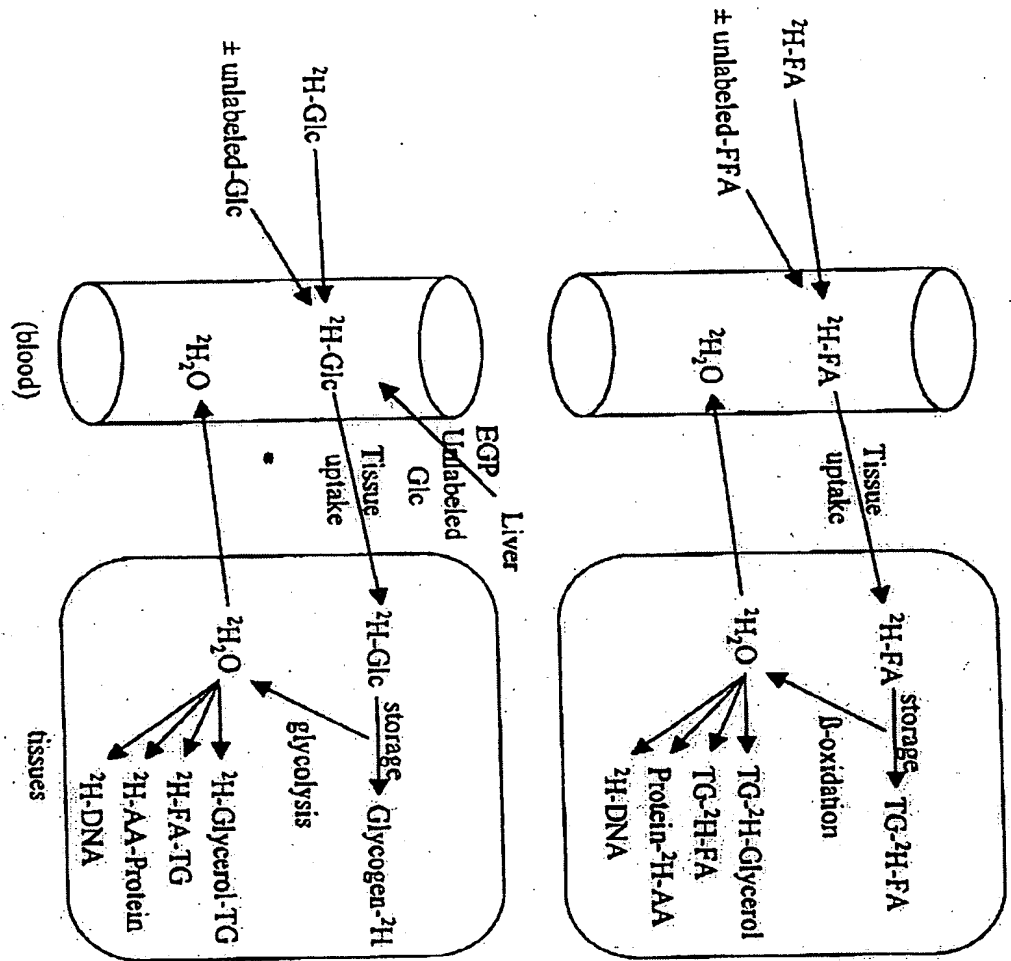 ²H-FA
± unlabeled-FFA
²H-FA
²H₂O
Tissue
uptake
²H-FA
storage
TG-²H-FA
β-oxidation
²H₂O
TG-²H-Glycerol
TG-²H-FA
Protein-²H-AA
²H-DNA
²H-Glc
± unlabeled-Glc
²H-Glc
²H₂O
(blood)
Liver
EGP
Unlabeled
Glc
Tissue
uptake
²H-Glc
storage
Glycogen-²H
glycolysis
²H₂O
²H-Glycerol-TG
²H-FA-TG
²H-AA-Protein
²H-DNA
tissues